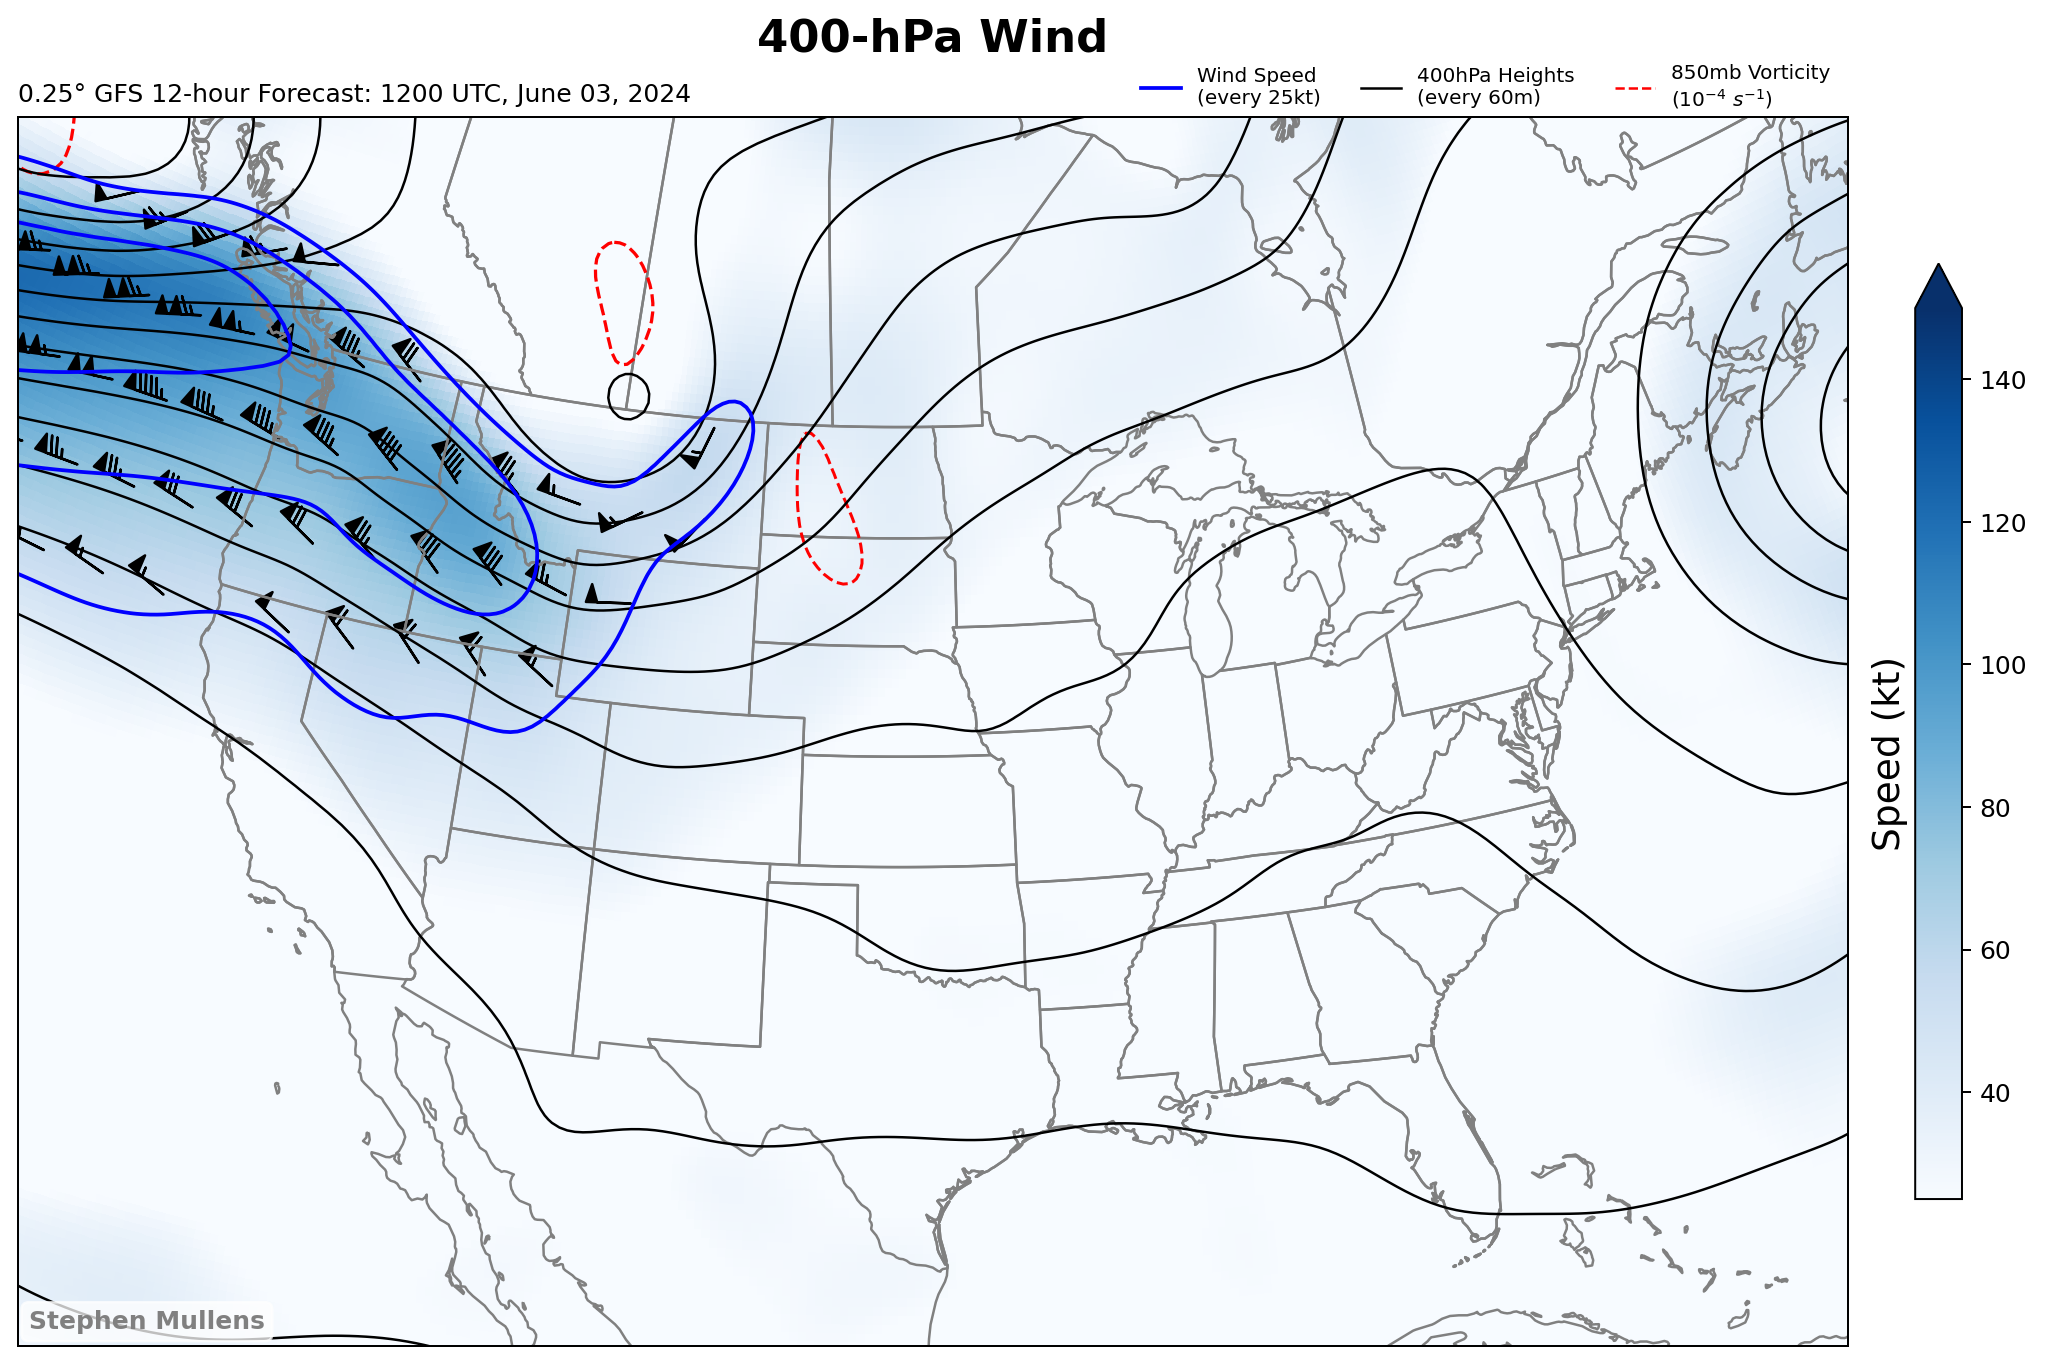 400-hPa Wind
0.25° GFS 12-hour Forecast: 1200 UTC, June 03, 2024
Wind Speed
(every 25kt)
400hPa Heights
(every 60m)
850mb Vorticity
(10⁻⁴ s⁻¹)
140
120
100
80
60
40
Speed (kt)
Stephen Mullens